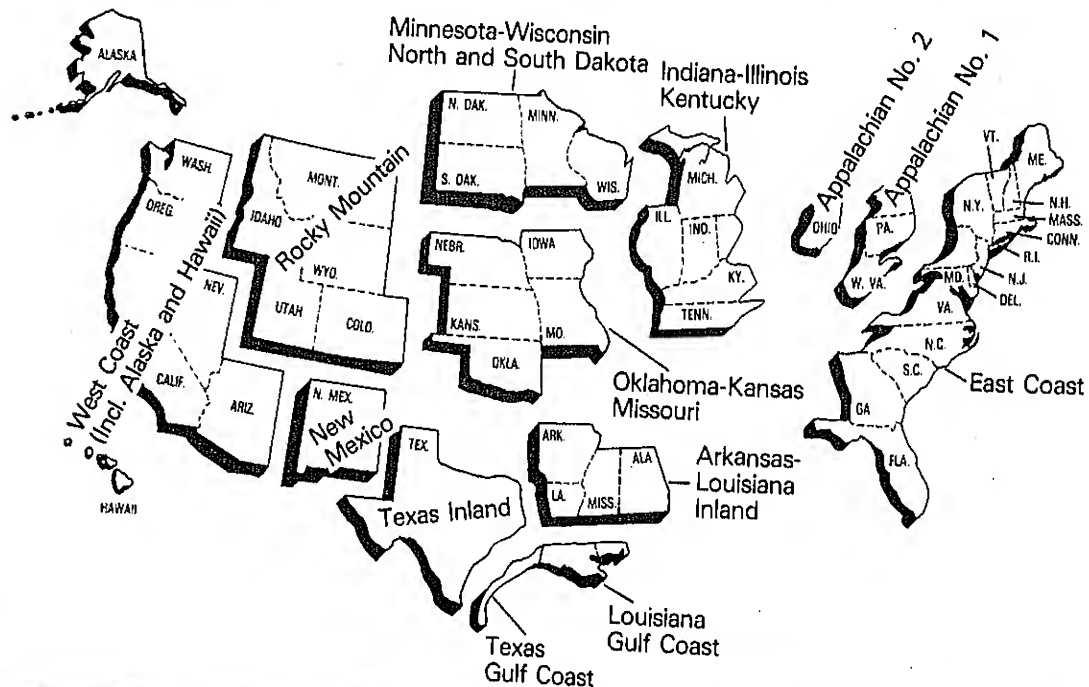 Minnesota-Wisconsin
North and South Dakota
Indiana-Illinois
Kentucky
Appalachian No. 2
Appalachian No. 1
ALASKA
WASH.
OREG.
NEV.
CALIF.
ARIZ.
West Coast
(Incl. Alaska and Hawaii)
HAWAII
MONT.
IDAHO
WYO.
UTAH
COLO.
Rocky Mountain
N. MEX.
New
Mexico
N. DAK.
MINN.
S. DAK.
WIS.
NEBR.
IOWA
KANS.
MO.
OKLA.
Oklahoma-Kansas
Missouri
MICH.
ILL.
IND.
KY.
TENN.
TEX.
Texas Inland
ARK.
LA.
MISS.
ALA
Arkansas-
Louisiana
Inland
Louisiana
Gulf Coast
Texas
Gulf Coast
OHIO
PA.
W. VA.
VT.
ME.
N.Y.
N.H.
MASS.
CONN.
R.I.
N.J.
MD.
DEL.
VA.
N.C.
S.C.
GA
FLA.
East Coast